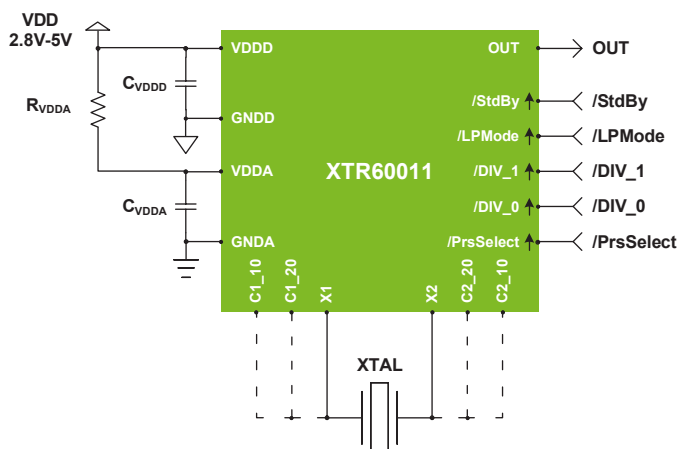 VDD
2.8V-5V
RVDDA
CVDDD
CVDDA
VDDD
GNDD
VDDA
GNDA
XTR60011
OUT
/StdBy
/LPMode
/DIV_1
/DIV_0
/PrsSelect
OUT
/StdBy
/LPMode
/DIV_1
/DIV_0
/PrsSelect
C1_10
C1_20
X1
X2
C2_20
C2_10
XTAL